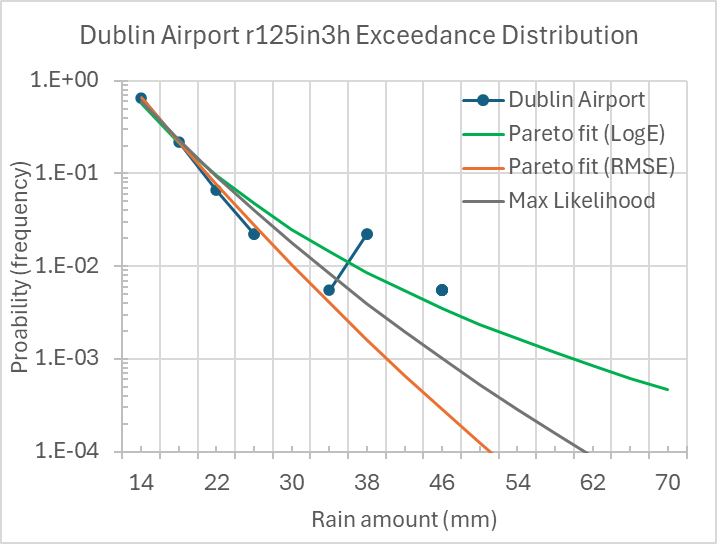 Dublin Airport r125in3h Exceedance Distribution
1.E+00
1.E-01
1.E-02
1.E-03
1.E-04
Proability (frequency)
Dublin Airport
Pareto fit (LogE)
Pareto fit (RMSE)
Max Likelihood
14 22 30 38 46 54 62 70
Rain amount (mm)